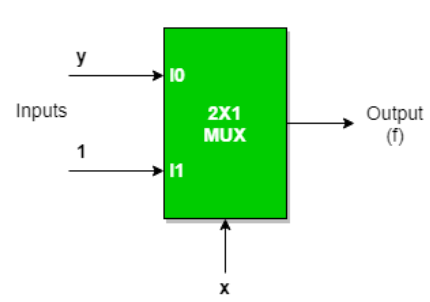 y
I0
Inputs
2X1
MUX
Output
(f)
1
I1
x